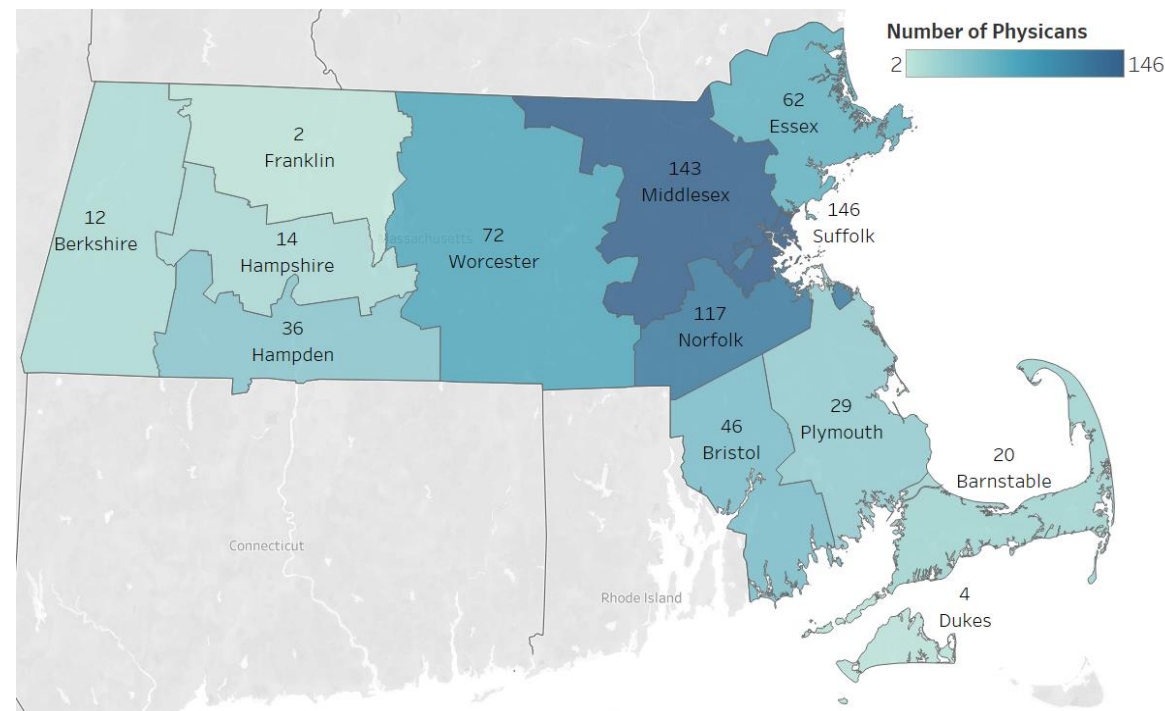 Number of Physicans
2
146
62
Essex
2
Franklin
143
Middlesex
146
Suffolk
12
Berkshire
14
Hampshire
Massachusetts
72
Worcester
117
Norfolk
36
Hampden
29
Plymouth
46
Bristol
20
Barnstable
Connecticut
Rhode Island
4
Dukes